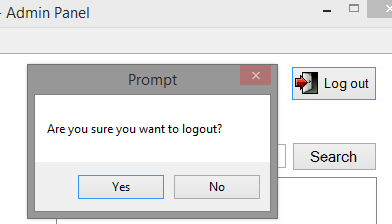 - Admin Panel
Prompt
Log out
Are you sure you want to logout?
Search
Yes No